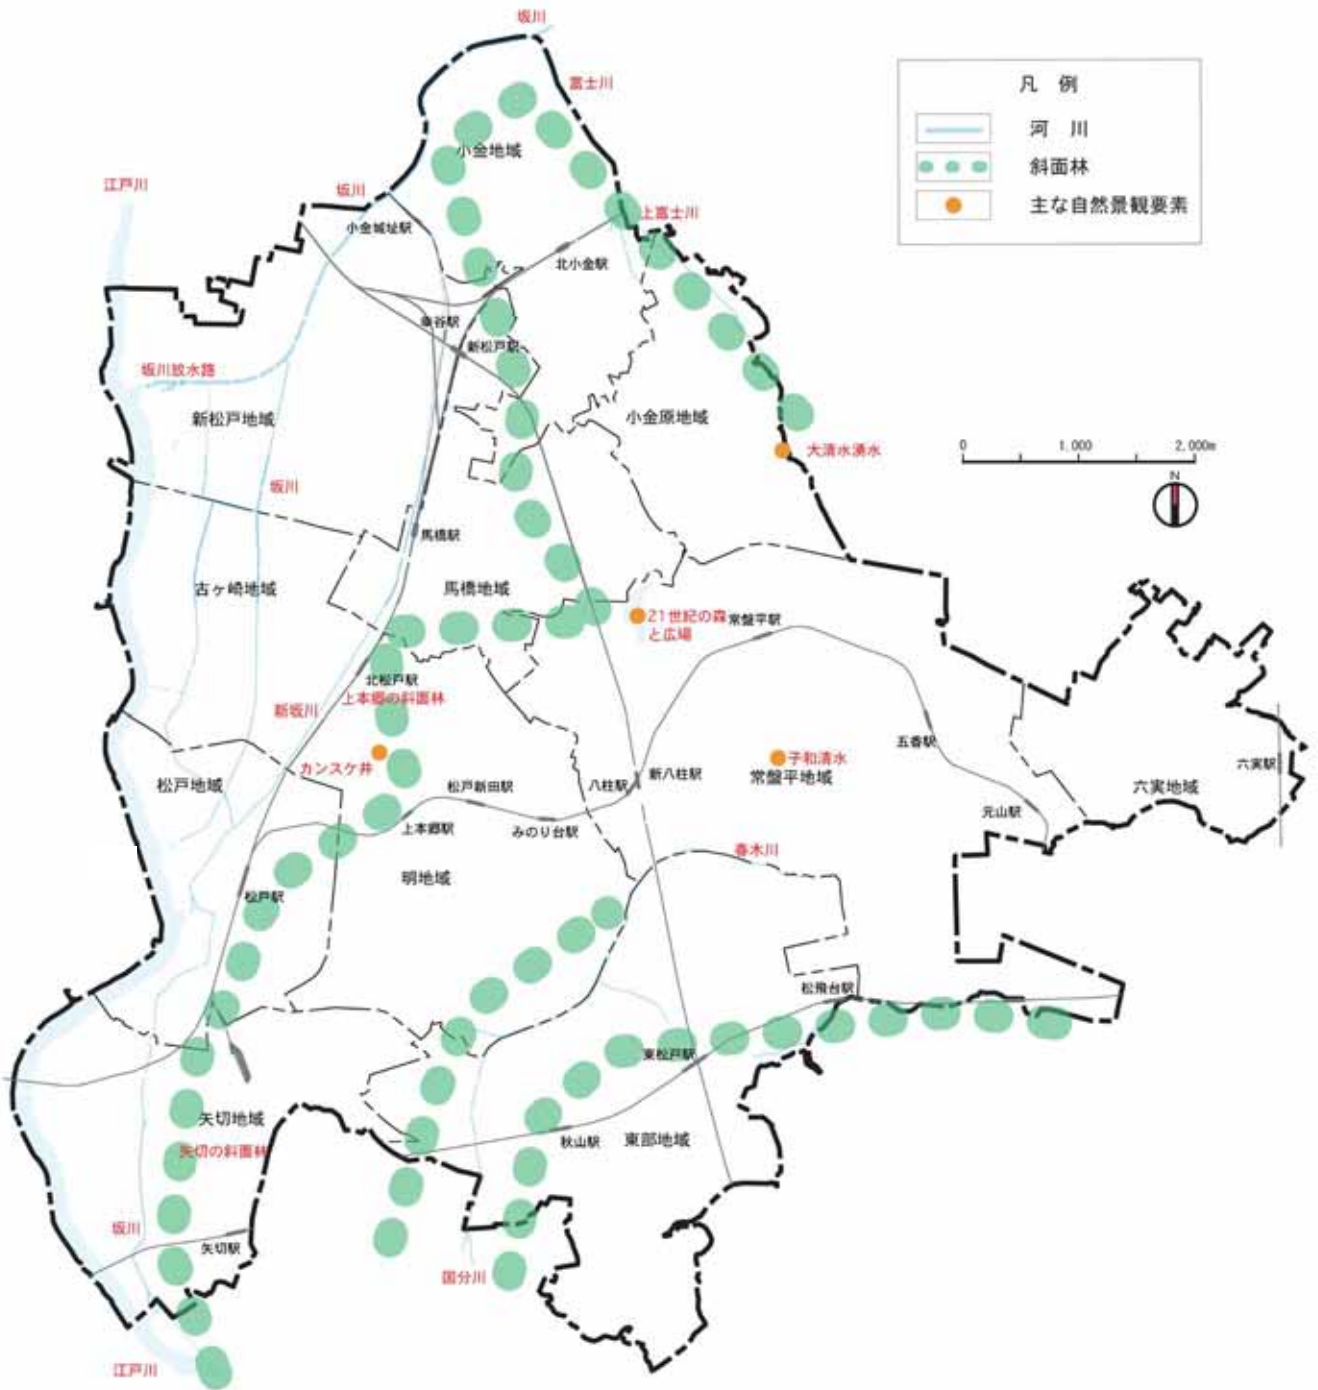 坂川
富士川
凡 例
河 川
斜面林
主な自然景観要素
小金地域
江戸川
坂川
小金城址駅
上富士川
北小金駅
幸谷駅
新松戸駅
坂川放水路
新松戸地域
小金原地域
大清水湧水
0 1,000 2,000m
N
坂川
馬橋駅
古ヶ崎地域
馬橋地域
21世紀の森
と広場
常盤平駅
北松戸駅
上本郷の斜面林
新坂川
五香駅
カンスケ井
子和清水
六実駅
松戸地域
松戸新田駅
八柱駅
新八柱駅
常盤平地域
六実地域
元山駅
上本郷駅
みのり台駅
春木川
明地域
松戸駅
松飛台駅
東松戸駅
矢切地域
秋山駅
東部地域
矢切の斜面林
坂川
矢切駅
国分川
江戸川